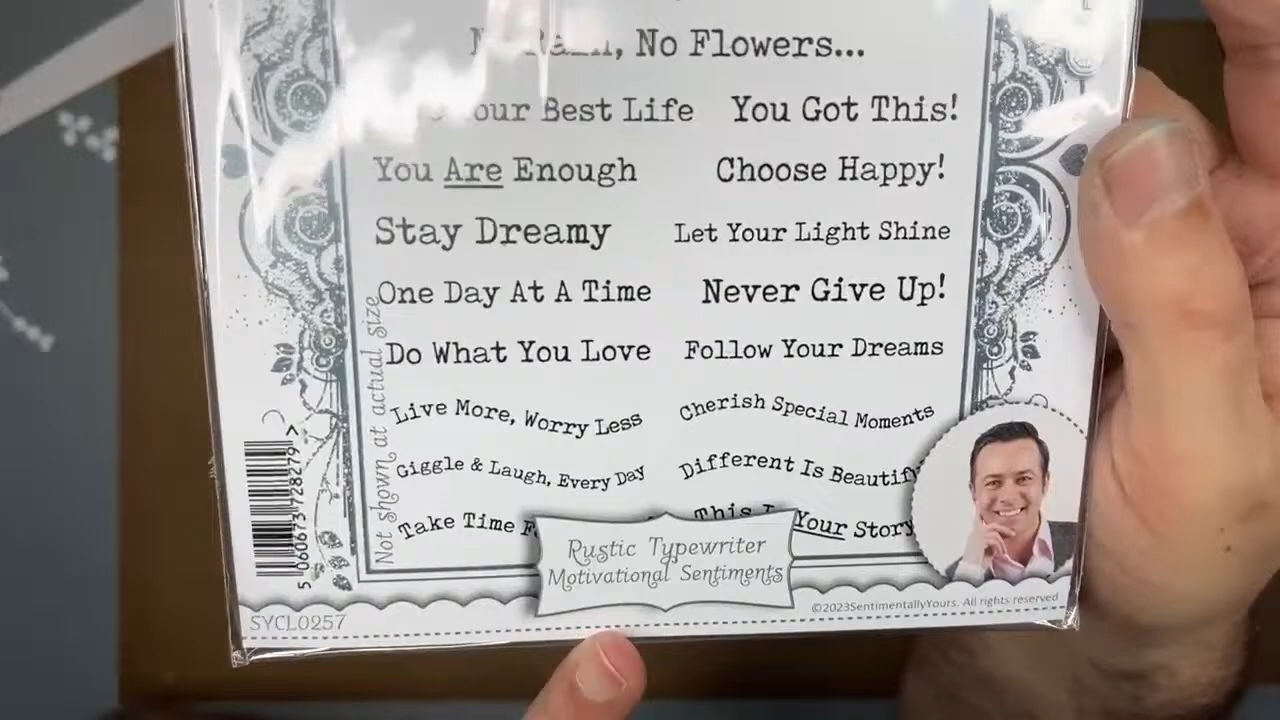 No Rain, No Flowers...
Your Best Life
You Got This!
You Are Enough
Choose Happy!
Stay Dreamy
Let Your Light Shine
One Day At A Time
Never Give Up!
Do What You Love
Follow Your Dreams
Live More, Worry Less
Cherish Special Moments
Giggle & Laugh, Every Day
Different Is
Take Time
This
Your Story
Not shown at actual size
Rustic Typewriter
Motivational Sentiments
5 060673 728279 >
SYCL0257
©2023SentimentallyYours. All rights reserved